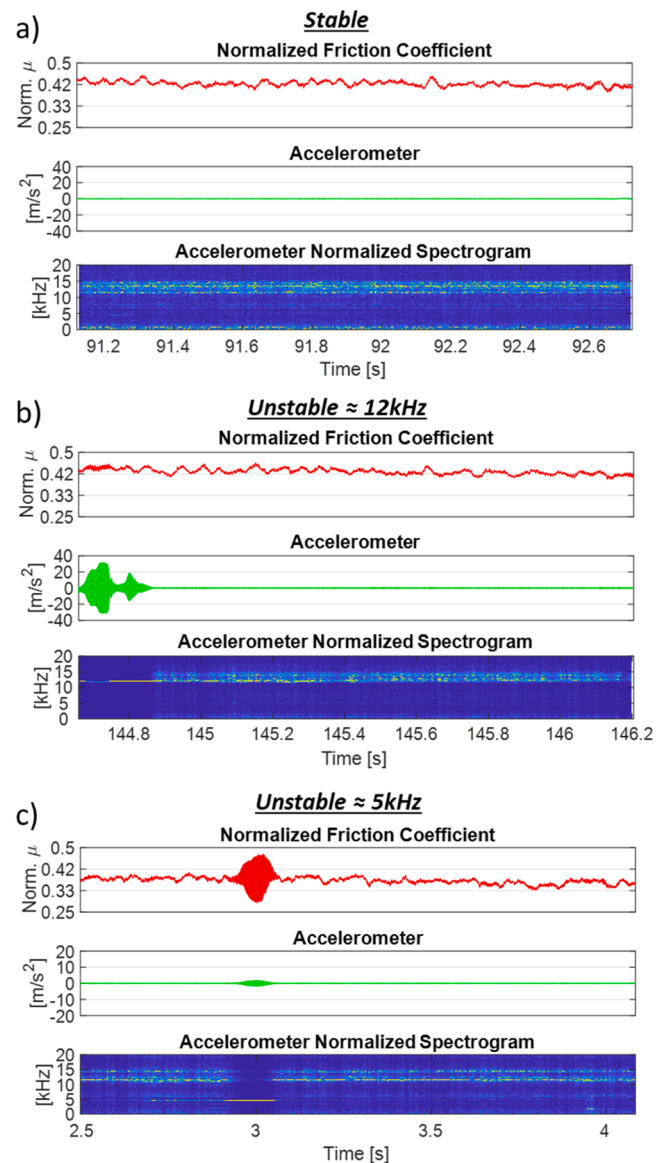 a)
Stable
Normalized Friction Coefficient
Norm. μ
0.5
0.42
0.33
0.25
Accelerometer
[m/s²]
40
20
0
-20
-40
Accelerometer Normalized Spectrogram
[kHz]
20
15
10
5
0
91.2 91.4 91.6 91.8 92 92.2 92.4 92.6
Time [s]
b)
Unstable ≈ 12kHz
Normalized Friction Coefficient
Norm. μ
0.5
0.42
0.33
0.25
Accelerometer
[m/s²]
40
20
0
-20
-40
Accelerometer Normalized Spectrogram
[kHz]
20
15
10
5
0
144.8 145 145.2 145.4 145.6 145.8 146 146.2
Time [s]
c)
Unstable ≈ 5kHz
Normalized Friction Coefficient
Norm. μ
0.5
0.42
0.33
0.25
Accelerometer
[m/s²]
20
10
0
-10
-20
Accelerometer Normalized Spectrogram
[kHz]
20
15
10
5
0
2.5 3 3.5 4
Time [s]